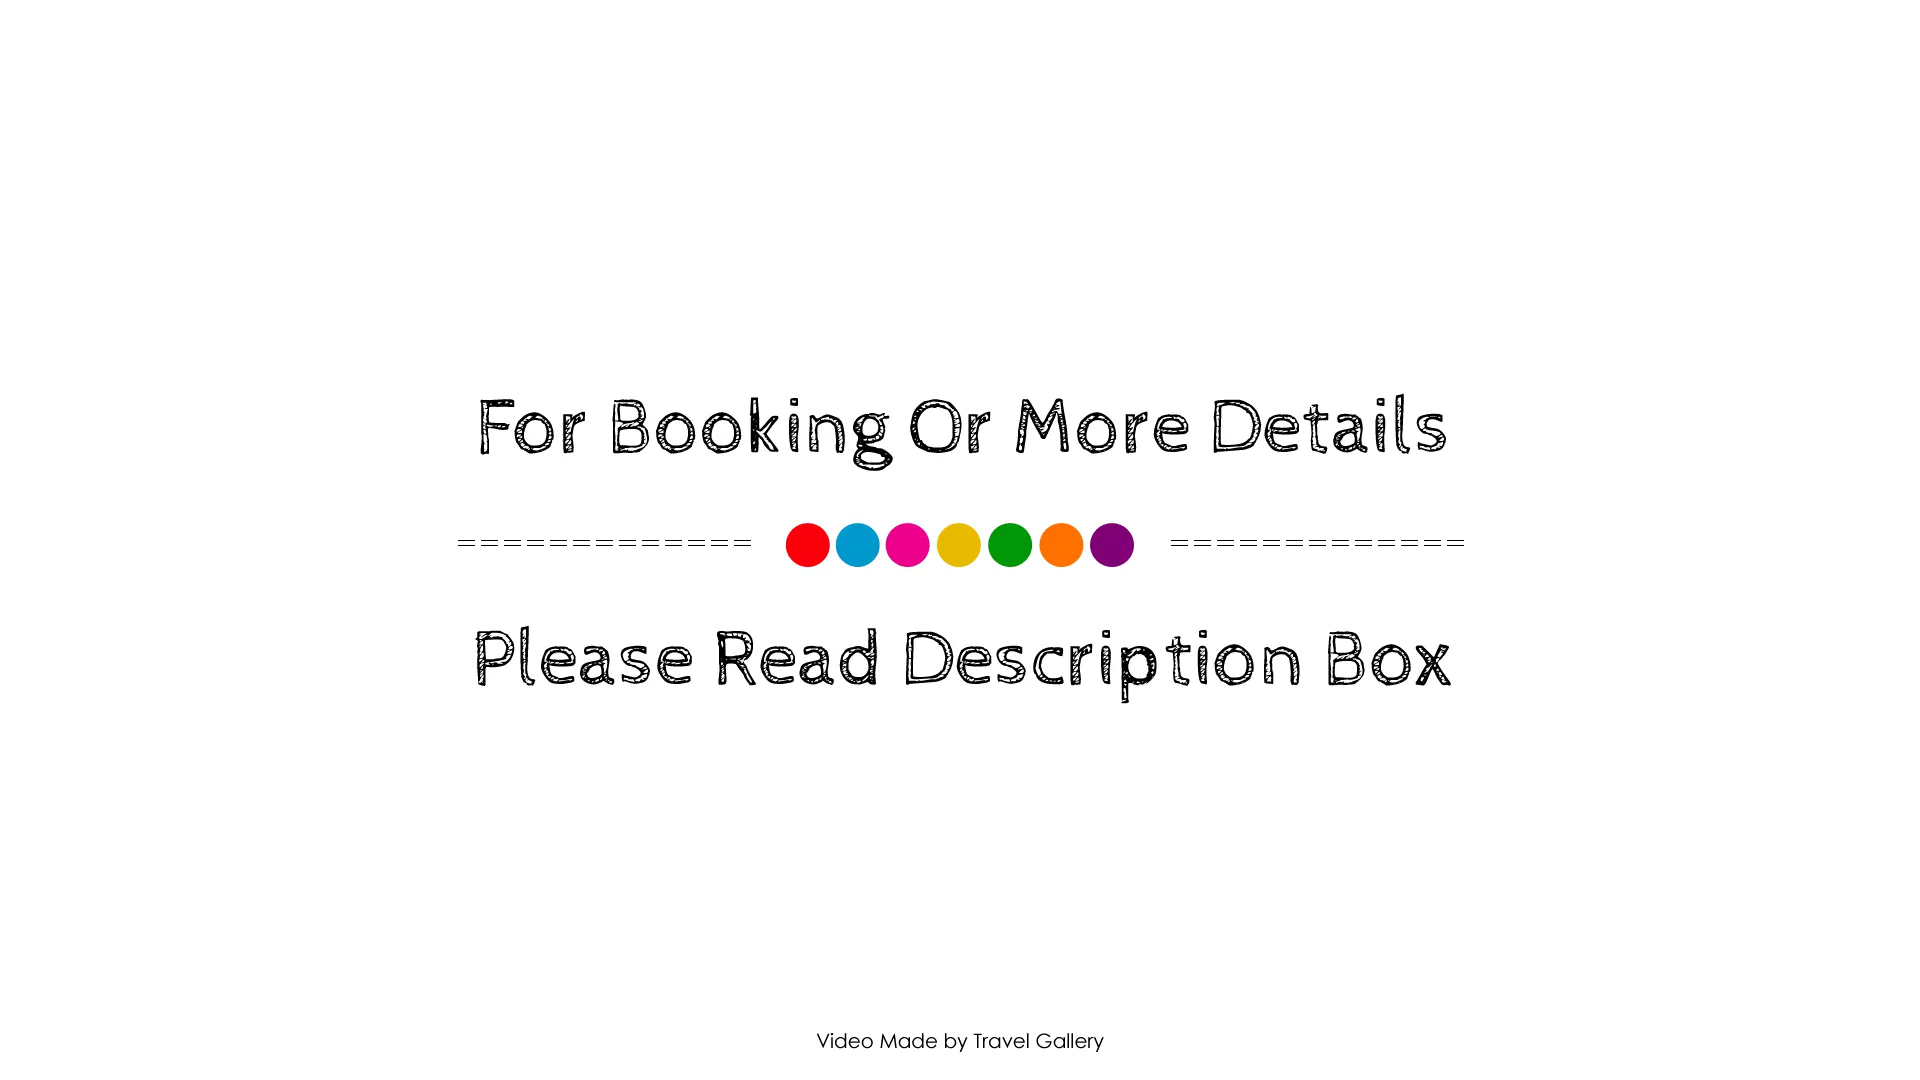 For Booking Or More Details
============= =============
Please Read Description Box
Video Made by Travel Gallery